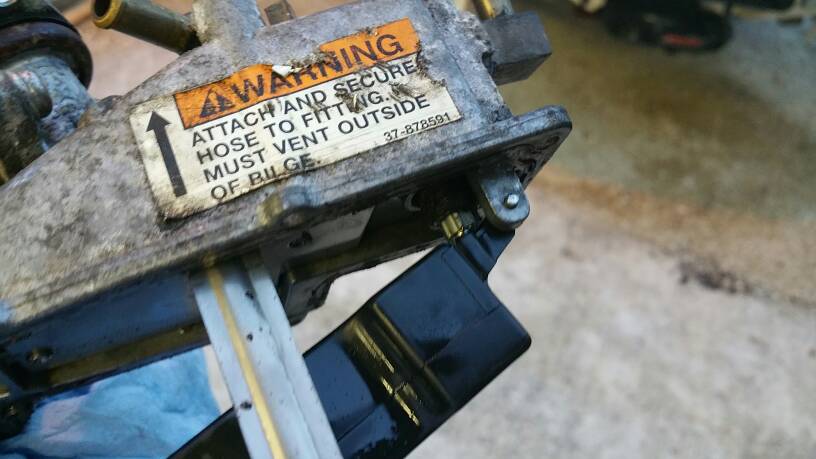 WARNING
ATTACH AND SECURE
HOSE TO FITTING.
MUST VENT OUTSIDE
OF BILGE.
37-878591